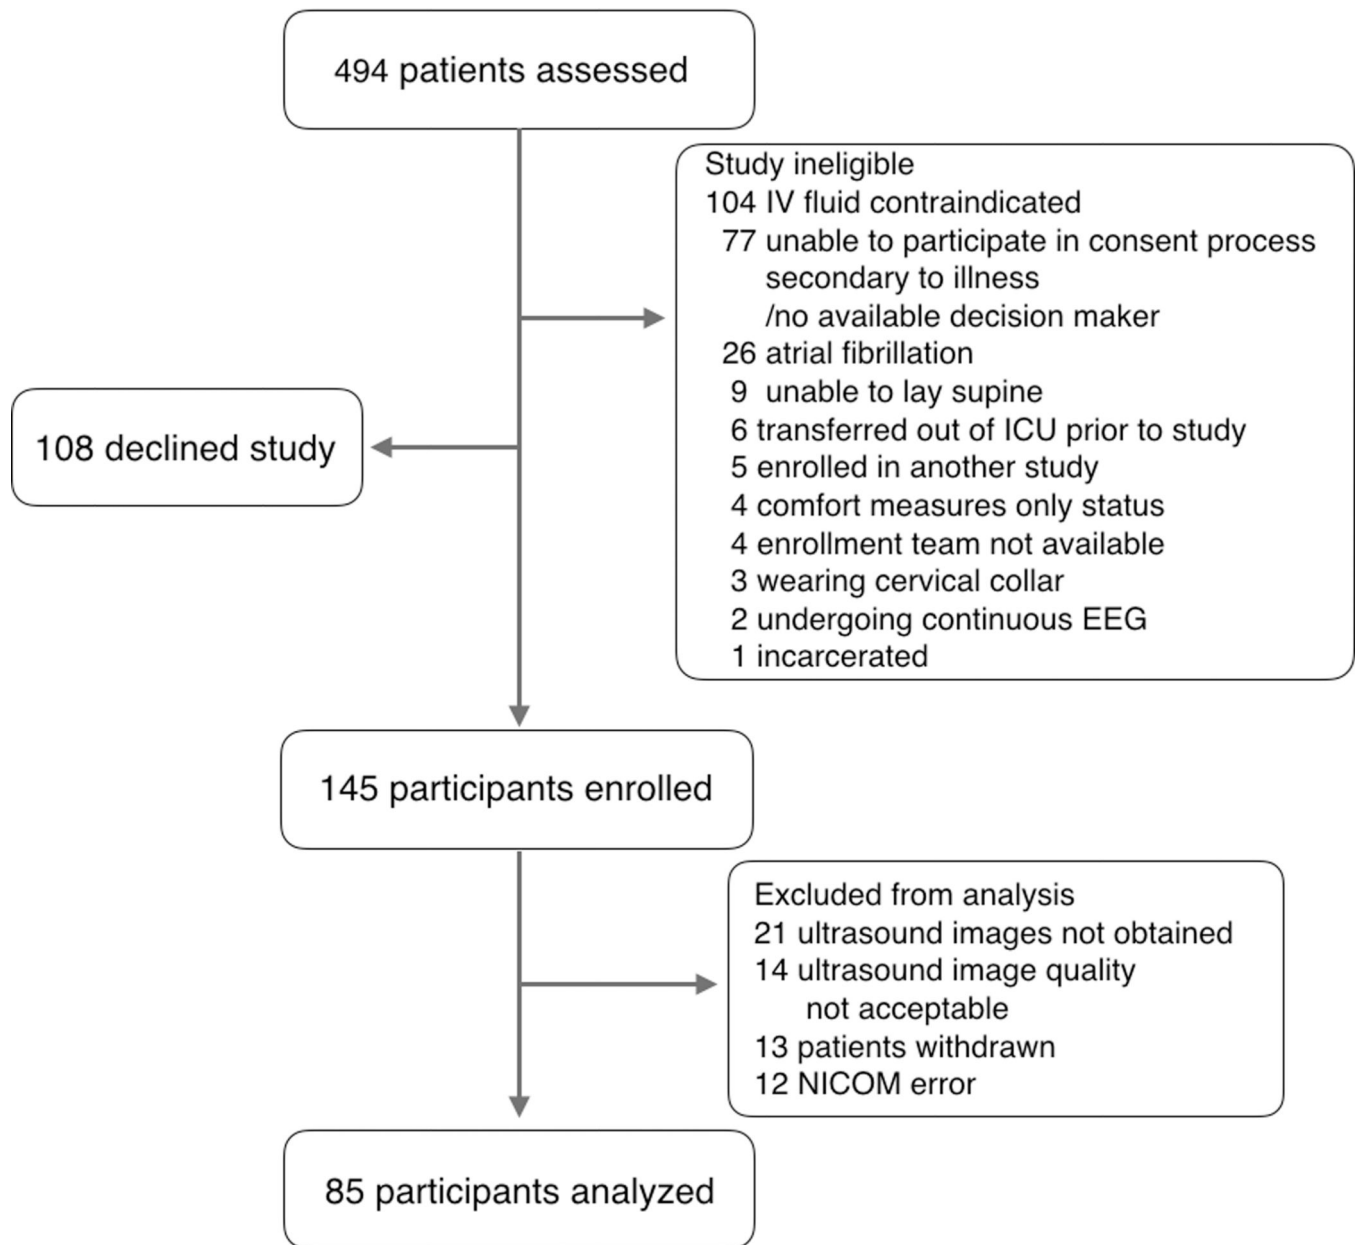 494 patients assessed
Study ineligible
104 IV fluid contraindicated
77 unable to participate in consent process
secondary to illness
/no available decision maker
26 atrial fibrillation
9 unable to lay supine
6 transferred out of ICU prior to study
5 enrolled in another study
4 comfort measures only status
4 enrollment team not available
3 wearing cervical collar
2 undergoing continuous EEG
1 incarcerated
108 declined study
145 participants enrolled
Excluded from analysis
21 ultrasound images not obtained
14 ultrasound image quality
not acceptable
13 patients withdrawn
12 NICOM error
85 participants analyzed